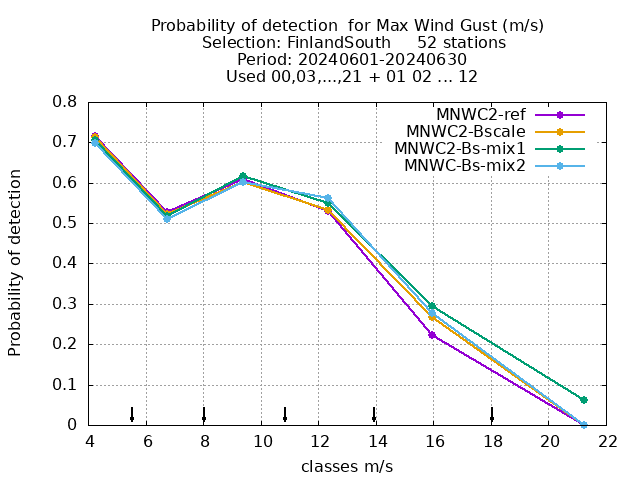 Probability of detection  for Max Wind Gust (m/s)
Selection: FinlandSouth     52 stations
Period: 20240601-20240630
Used 00,03,...,21 + 01 02 ... 12
MNWC2-ref
MNWC2-Bscale
MNWC2-Bs-mix1
MNWC-Bs-mix2
0.8
0.7
0.6
0.5
0.4
0.3
0.2
0.1
0
Probability of detection
4 6 8 10 12 14 16 18 20 22
classes m/s